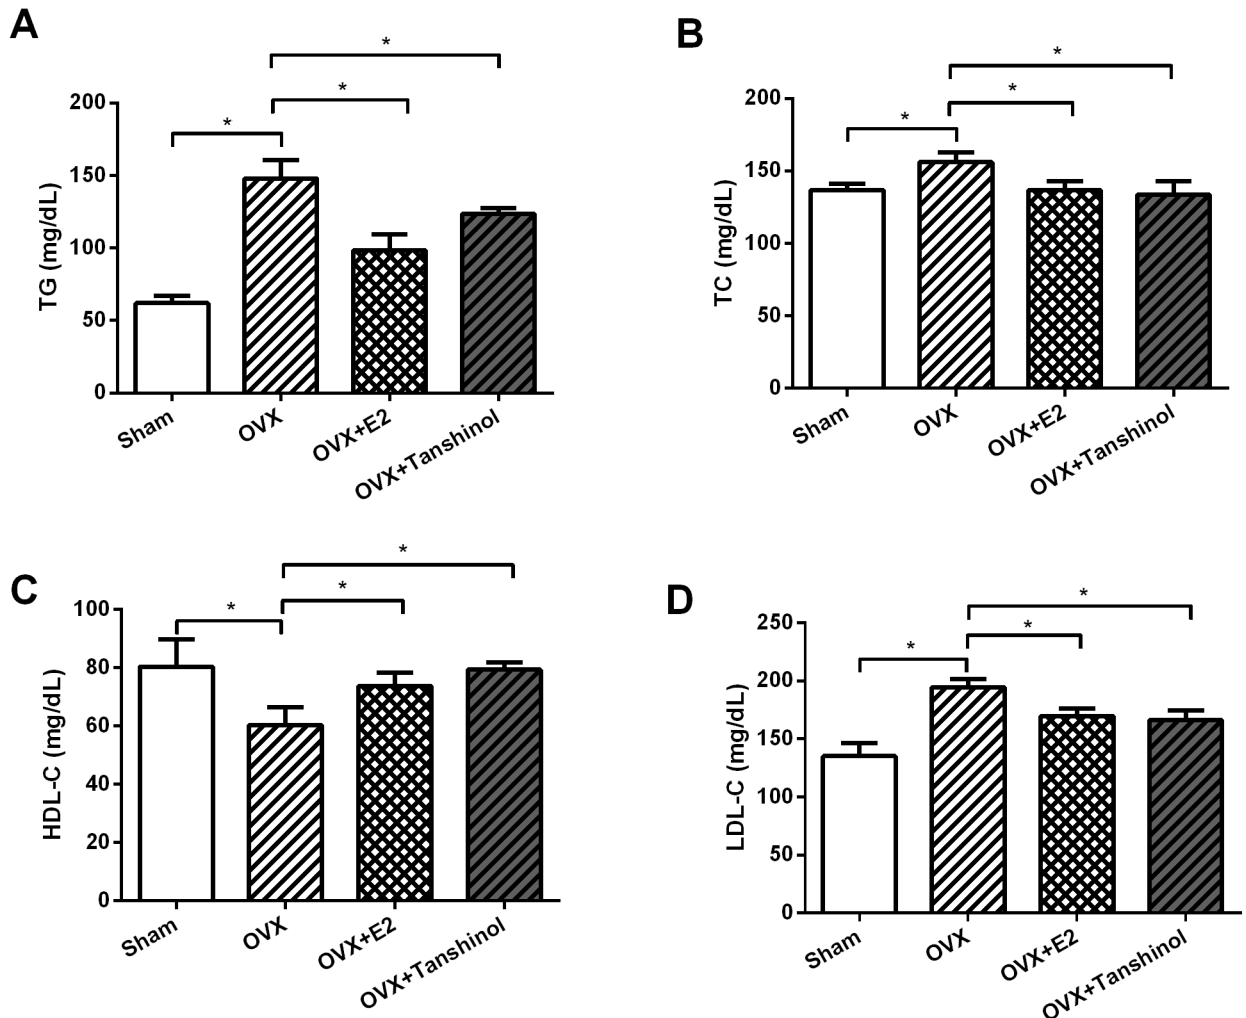 A
*
*
*
200
150
100
50
0
TG (mg/dL)
Sham
OVX
OVX+E2
OVX+Tanshinol
B
*
*
*
200
150
100
50
0
TC (mg/dL)
Sham
OVX
OVX+E2
OVX+Tanshinol
C
*
*
*
100
80
60
40
20
0
HDL-C (mg/dL)
Sham
OVX
OVX+E2
OVX+Tanshinol
D
*
*
*
250
200
150
100
50
0
LDL-C (mg/dL)
Sham
OVX
OVX+E2
OVX+Tanshinol